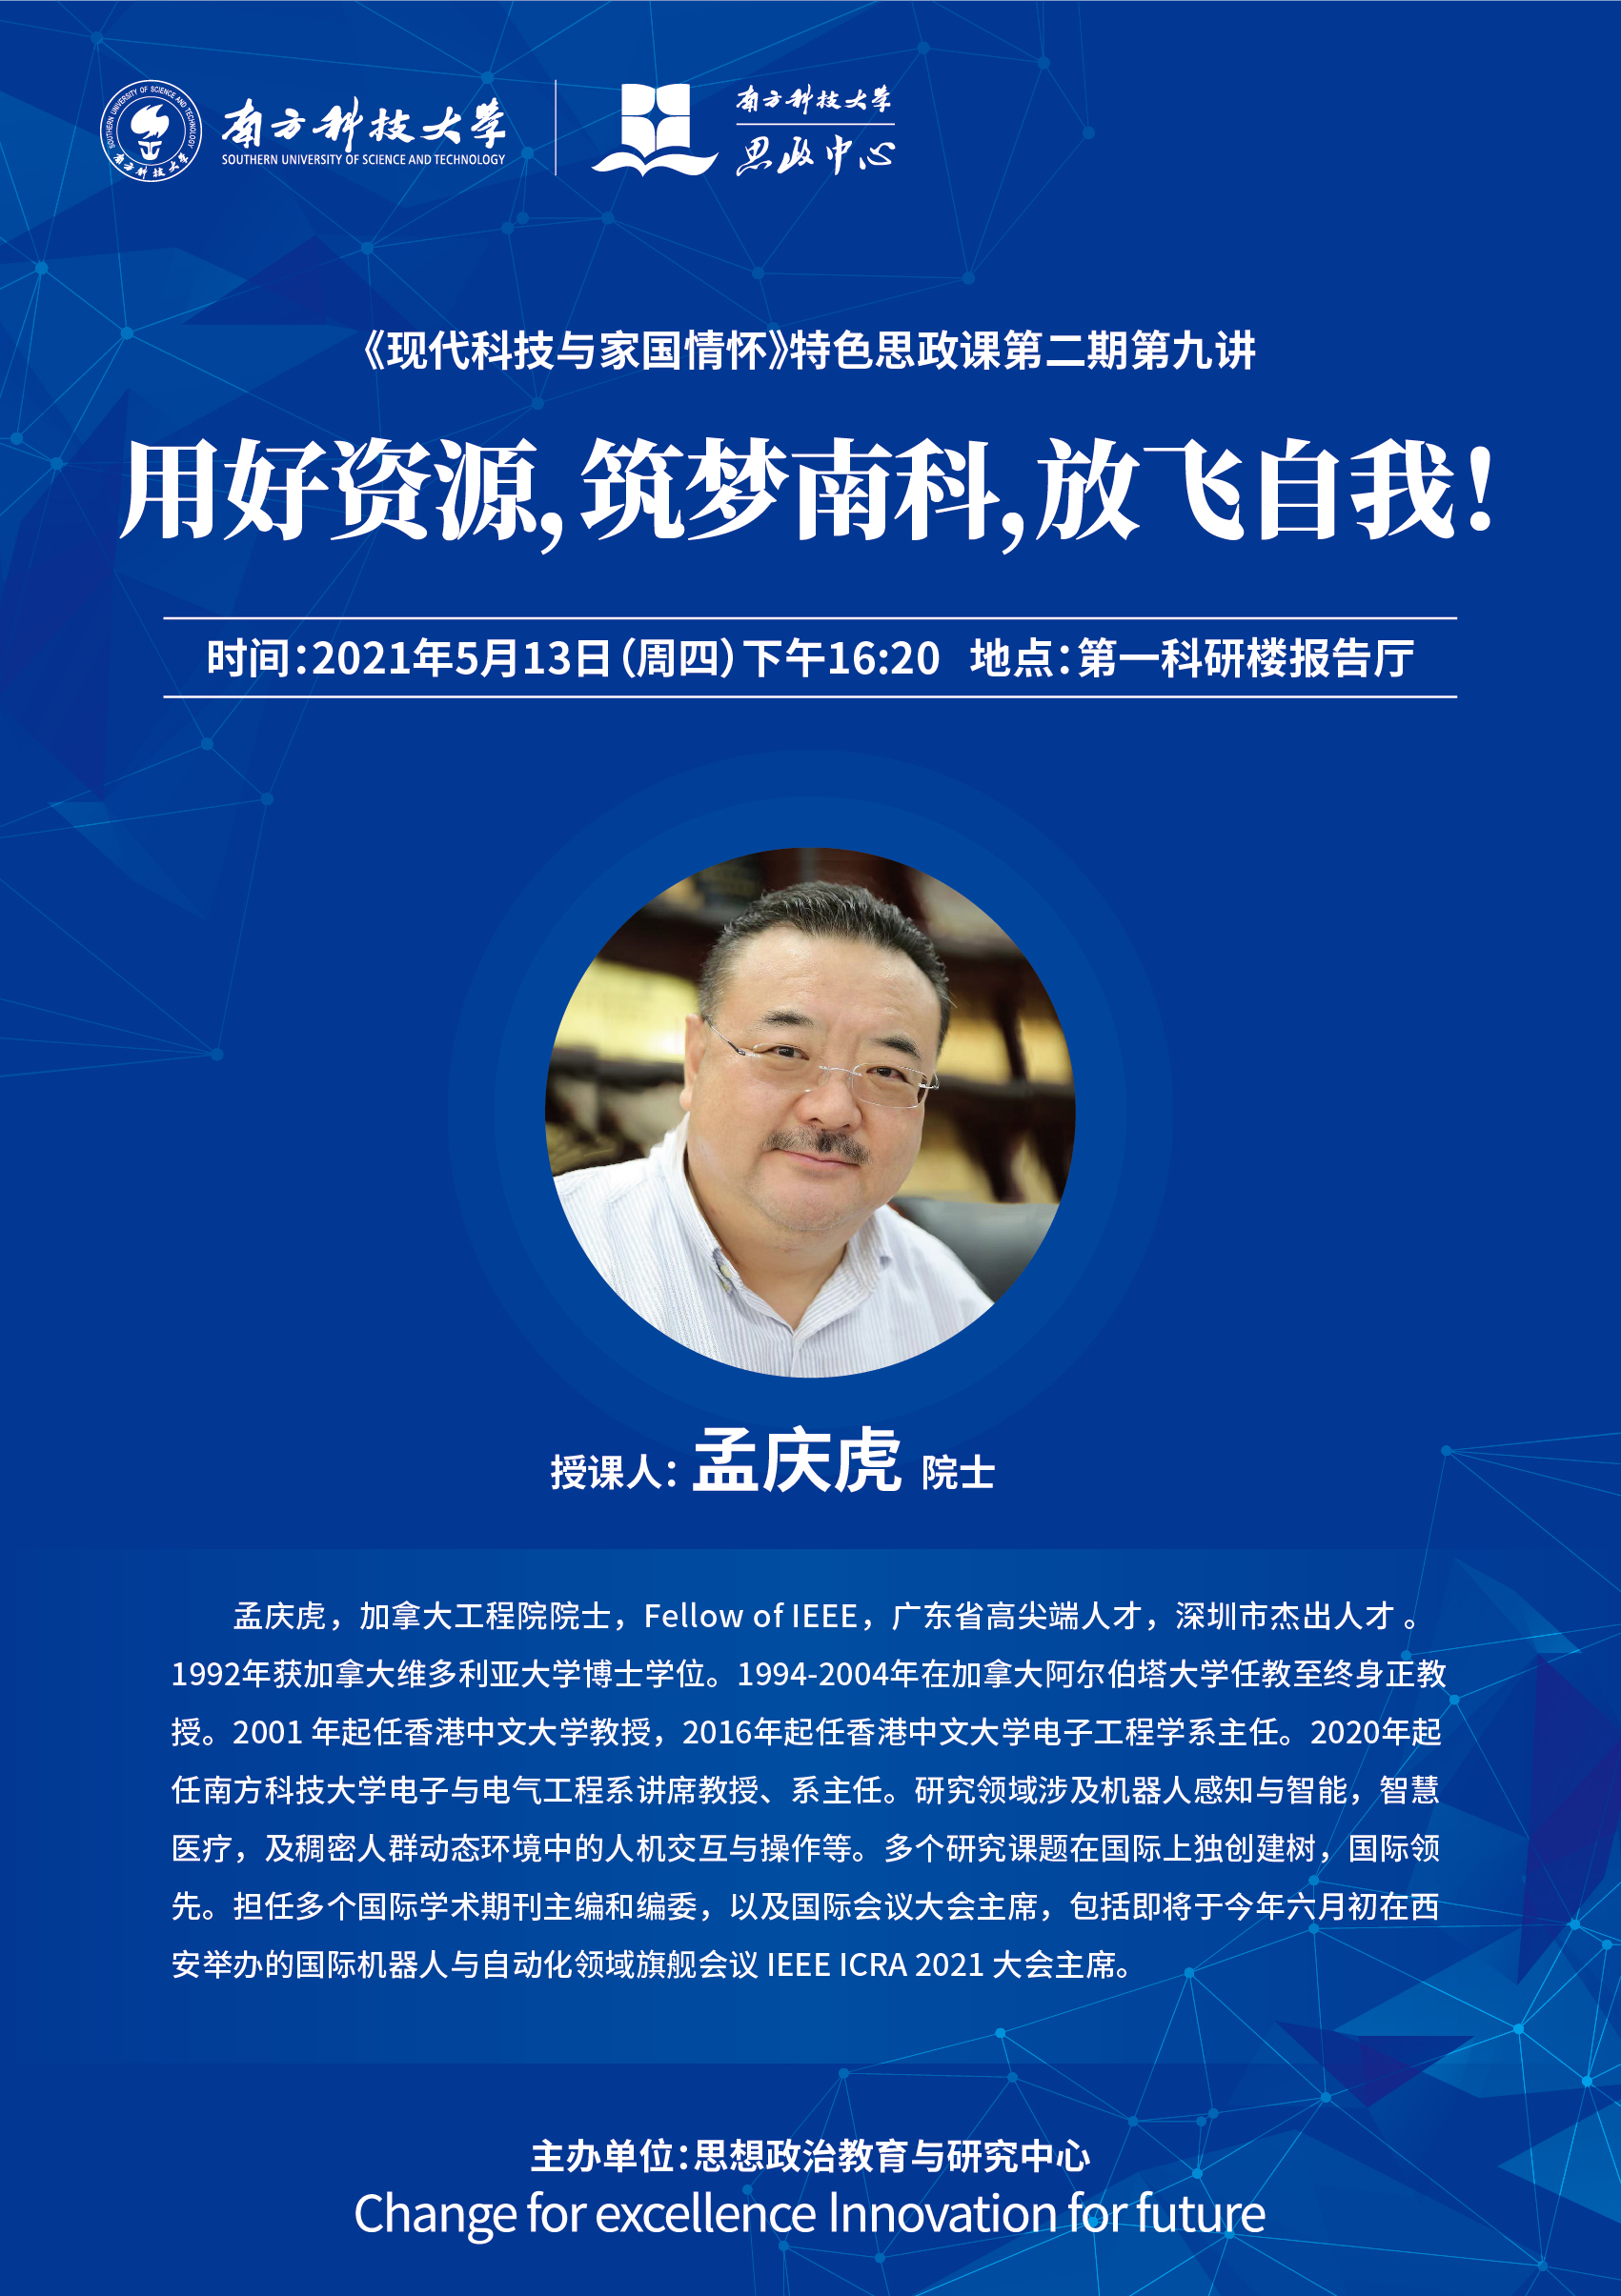 SOUTHERN UNIVERSITY OF SCIENCE AND TECHNOLOGY
南方科技大学
南方科技大学
SOUTHERN UNIVERSITY OF SCIENCE AND TECHNOLOGY
南方科技大学
思政中心
《现代科技与家国情怀》特色思政课第二期第九讲
用好资源，筑梦南科，放飞自我！
时间：2021年5月13日（周四）下午16:20 地点：第一科研楼报告厅
授课人：孟庆虎 院士
孟庆虎，加拿大工程院院士，Fellow of IEEE，广东省高尖端人才，深圳市杰出人才 。
1992年获加拿大维多利亚大学博士学位。1994-2004年在加拿大阿尔伯塔大学任教至终身正教
授。2001 年起任香港中文大学教授，2016年起任香港中文大学电子工程学系主任。2020年起
任南方科技大学电子与电气工程系讲席教授、系主任。研究领域涉及机器人感知与智能，智慧
医疗，及稠密人群动态环境中的人机交互与操作等。多个研究课题在国际上独创建树，国际领
先。担任多个国际学术期刊主编和编委，以及国际会议大会主席，包括即将于今年六月初在西
安举办的国际机器人与自动化领域旗舰会议 IEEE ICRA 2021 大会主席。
主办单位：思想政治教育与研究中心
Change for excellence Innovation for future